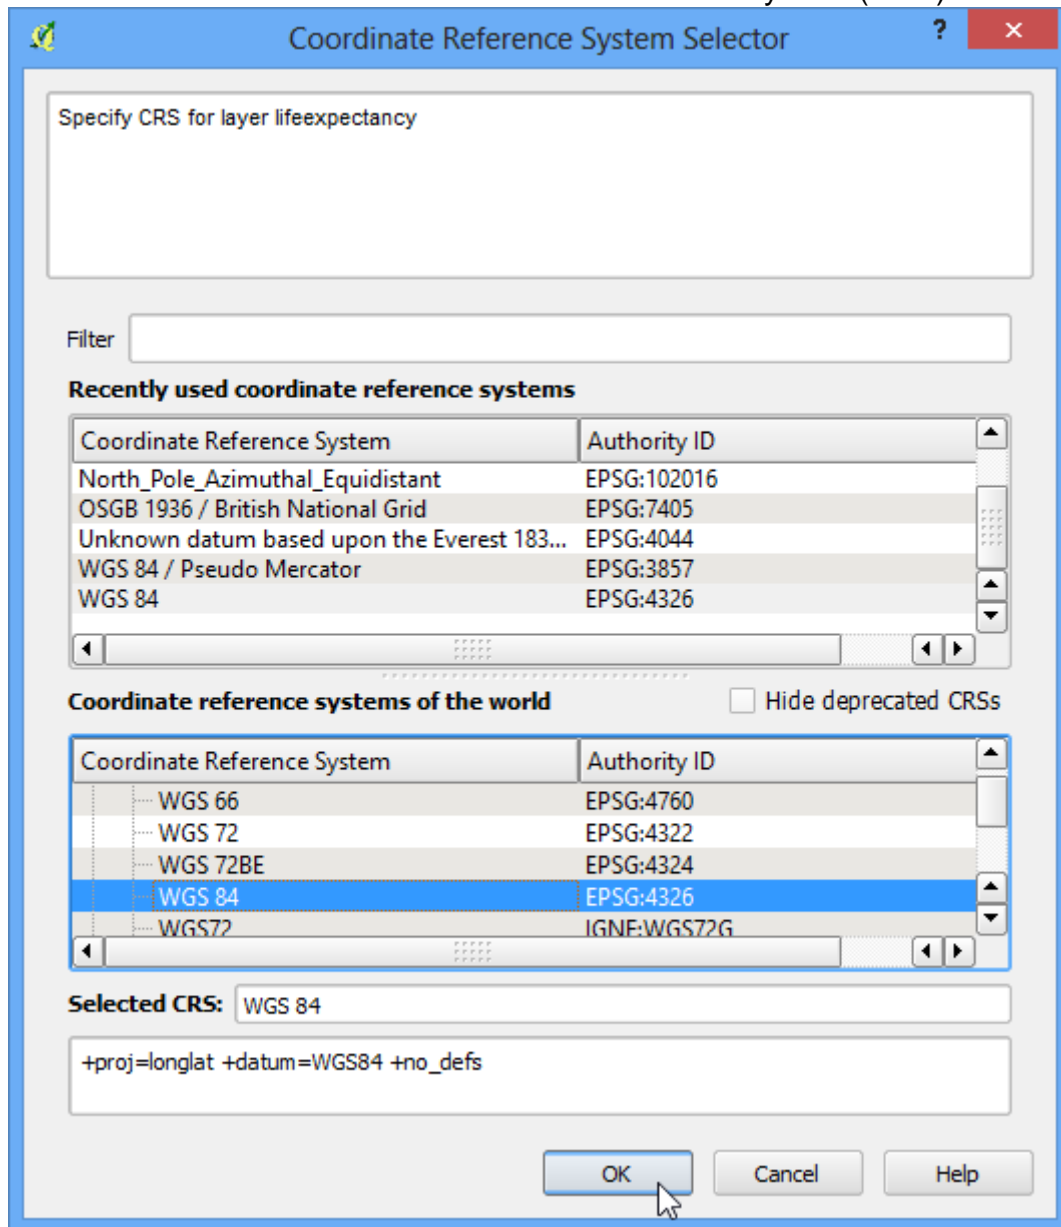 Coordinate Reference System Selector ? ×
Specify CRS for layer lifeexpectancy
Filter
Recently used coordinate reference systems
Coordinate Reference System Authority ID
North_Pole_Azimuthal_Equidistant EPSG:102016
OSGB 1936 / British National Grid EPSG:7405
Unknown datum based upon the Everest 183... EPSG:4044
WGS 84 / Pseudo Mercator EPSG:3857
WGS 84 EPSG:4326
Coordinate reference systems of the world Hide deprecated CRSs
Coordinate Reference System Authority ID
WGS 66 EPSG:4760
WGS 72 EPSG:4322
WGS 72BE EPSG:4324
WGS 84 EPSG:4326
WGS72 IGNF:WGS72G
Selected CRS: WGS 84
+proj=longlat +datum=WGS84 +no_defs
OK Cancel Help